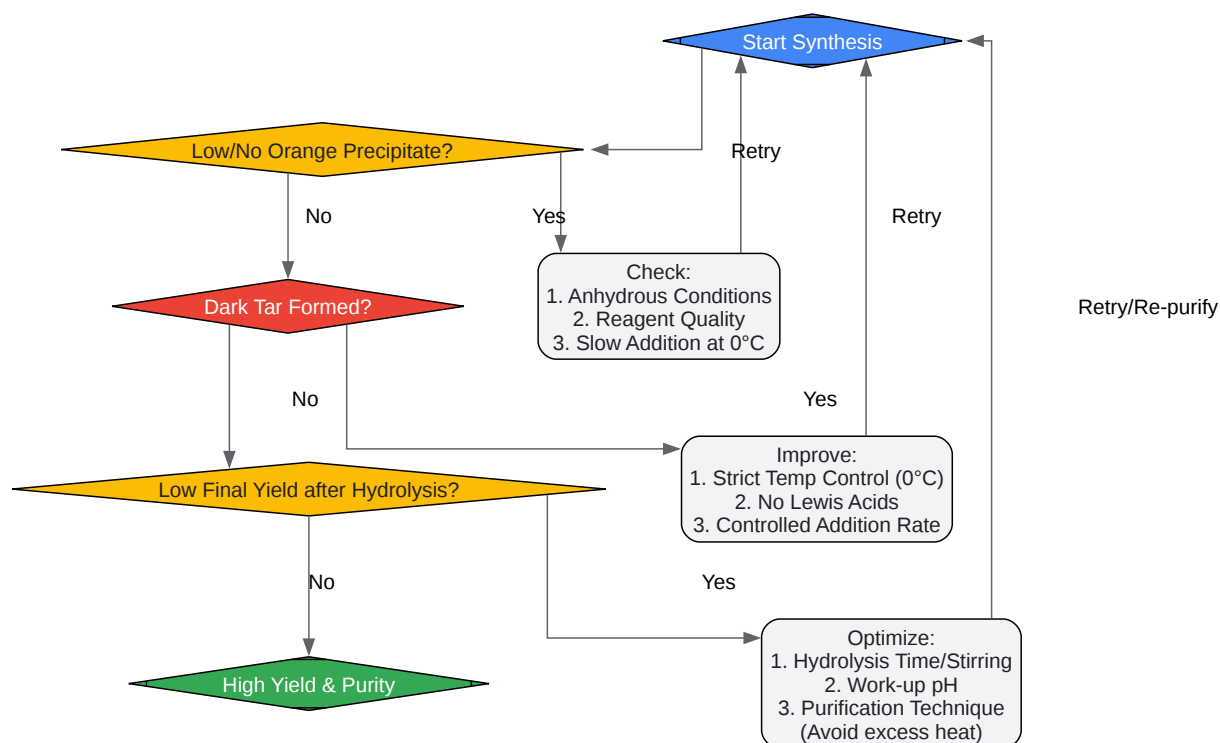 Start Synthesis
Low/No Orange Precipitate?
Retry
No
Yes
Retry
Check:
1. Anhydrous Conditions
2. Reagent Quality
3. Slow Addition at 0°C
Dark Tar Formed?
Retry/Re-purify
No
Yes
Improve:
1. Strict Temp Control (0°C)
2. No Lewis Acids
3. Controlled Addition Rate
Low Final Yield after Hydrolysis?
No
Yes
Optimize:
1. Hydrolysis Time/Stirring
2. Work-up pH
3. Purification Technique
(Avoid excess heat)
High Yield & Purity